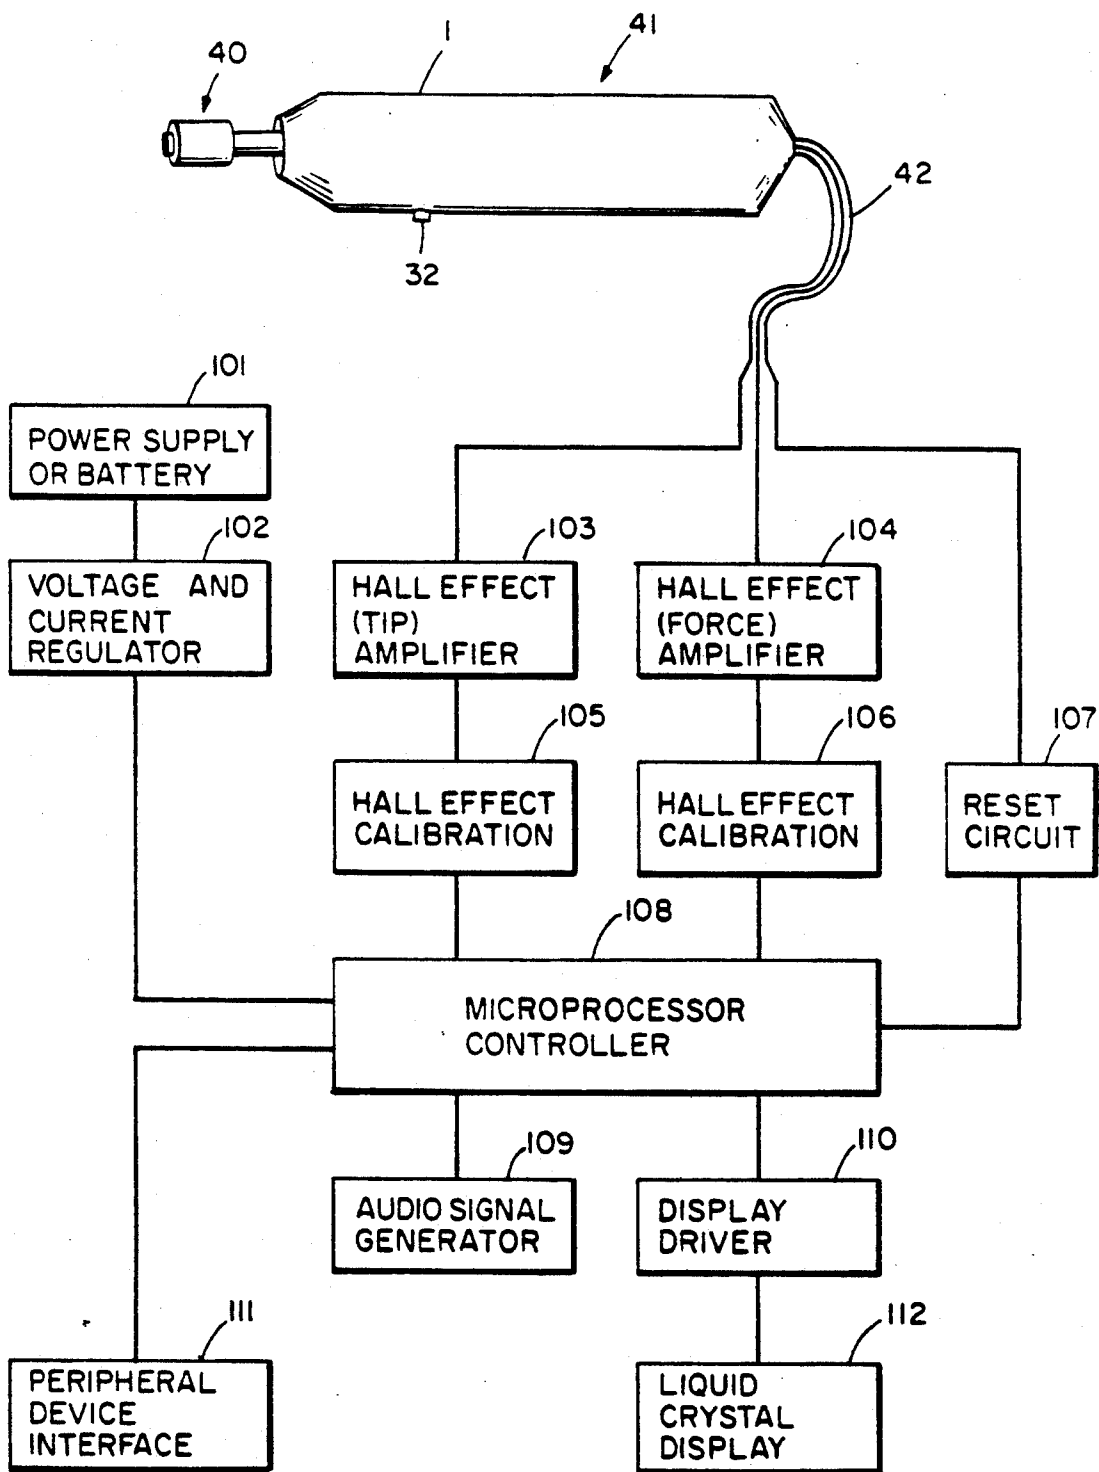 1
41
40
42
32
101
POWER SUPPLY
OR BATTERY
102
VOLTAGE AND
CURRENT
REGULATOR
103
HALL EFFECT
(TIP)
AMPLIFIER
104
HALL EFFECT
(FORCE)
AMPLIFIER
105
HALL EFFECT
CALIBRATION
106
HALL EFFECT
CALIBRATION
107
RESET
CIRCUIT
108
MICROPROCESSOR
CONTROLLER
109
AUDIO SIGNAL
GENERATOR
110
DISPLAY
DRIVER
111
PERIPHERAL
DEVICE
INTERFACE
112
LIQUID
CRYSTAL
DISPLAY